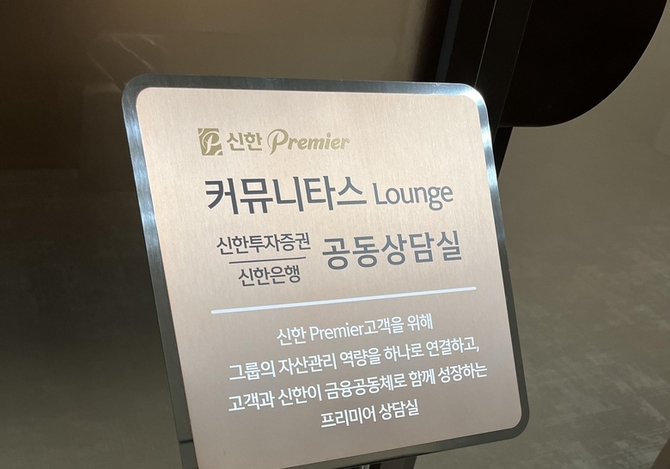 신한 Premier
커뮤니타스 Lounge
신한투자증권
신한은행
공동상담실
신한 Premier고객을 위해
그룹의 자산관리 역량을 하나로 연결하고,
고객과 신한이 금융공동체로 함께 성장하는
프리미어 상담실